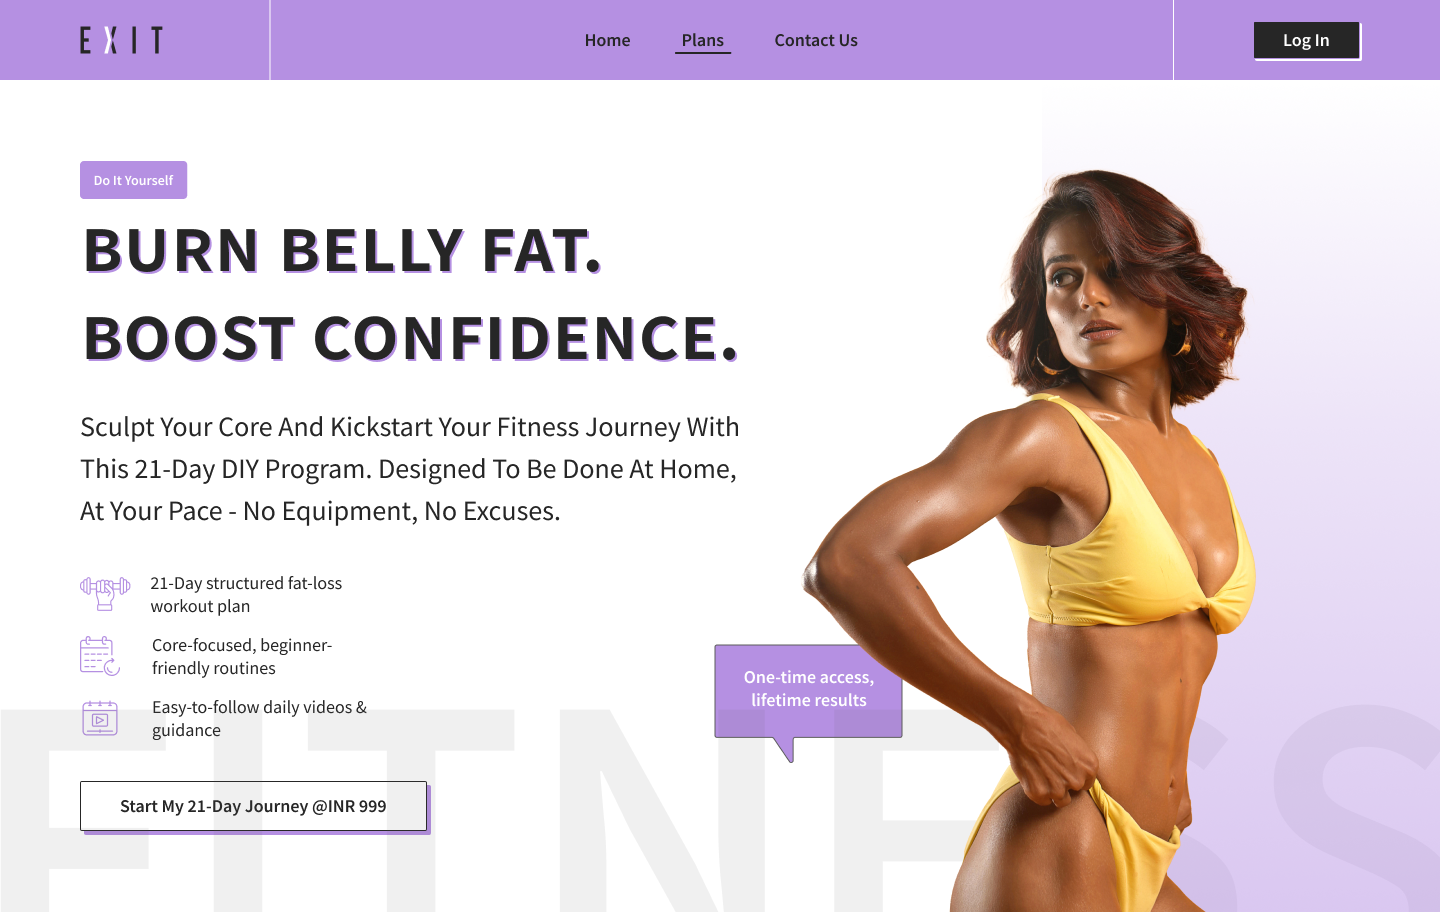 EXIT
Home
Plans
Contact Us
Log In
Do It Yourself
BURN BELLY FAT.
BOOST CONFIDENCE.
Sculpt Your Core And Kickstart Your Fitness Journey With
This 21-Day DIY Program. Designed To Be Done At Home,
At Your Pace - No Equipment, No Excuses.
21-Day structured fat-loss
workout plan
Core-focused, beginner-
friendly routines
Easy-to-follow daily videos &
guidance
One-time access,
lifetime results
Start My 21-Day Journey @INR 999
FITNESS